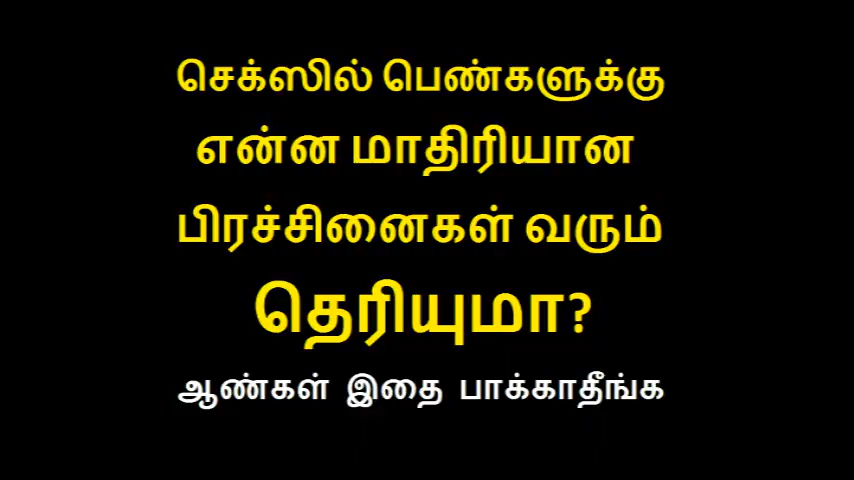 செக்ஸில் பெண்களுக்கு
என்ன மாதிரியான
பிரச்சினைகள் வரும்
தெரியுமா?
ஆண்கள் இதை பாக்காதீங்க